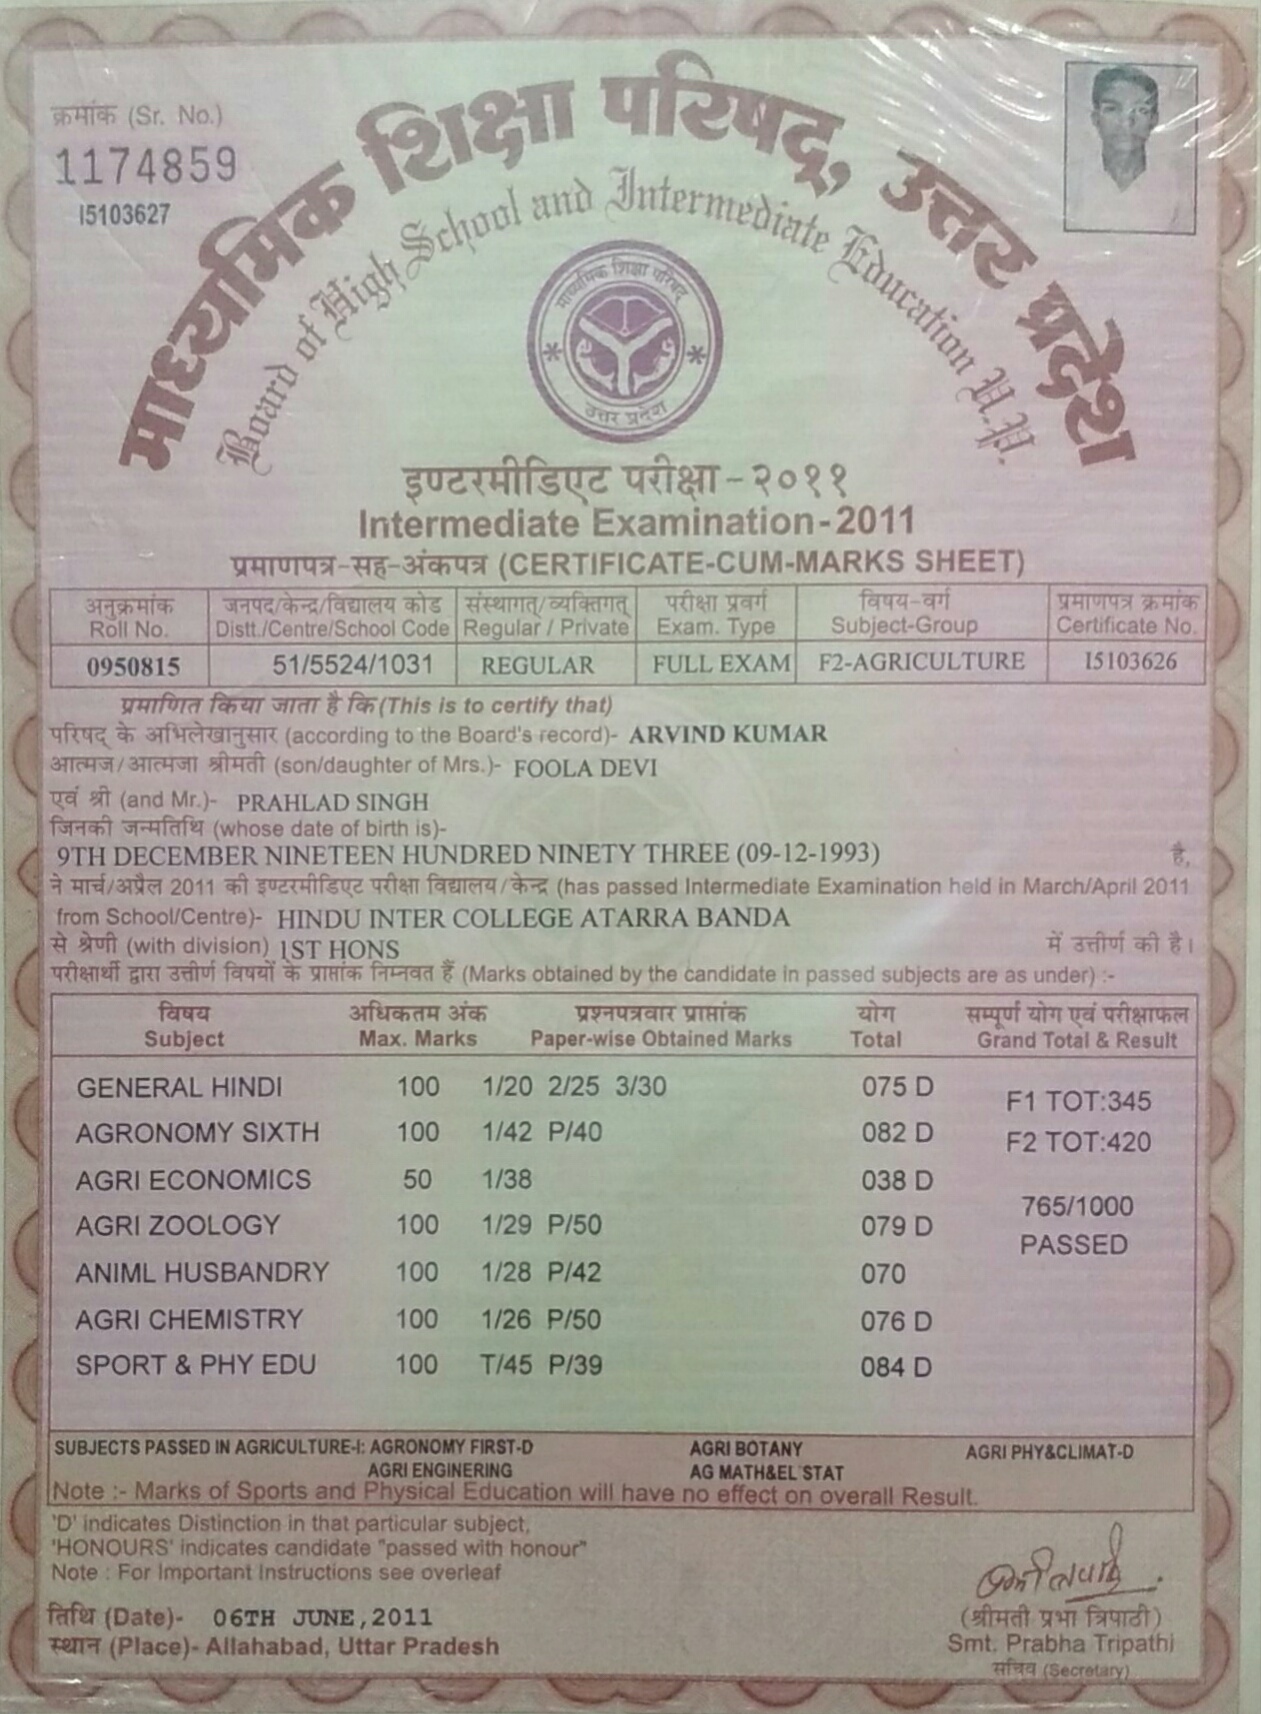 क्रमांक (Sr. No.)
1174859
I5103627
माध्यमिक शिक्षा परिषद्, उत्तर प्रदेश
Board of High School and Intermediate Education U.P.
माध्यमिक शिक्षा परिषद्
उत्तर प्रदेश
इण्टरमीडिएट परीक्षा - २०११
Intermediate Examination - 2011
प्रमाणपत्र-सह-अंकपत्र (CERTIFICATE-CUM-MARKS SHEET)
अनुक्रमांक जनपद/केन्द्र/विद्यालय कोड संस्थागत्/व्यक्तिगत् परीक्षा प्रवर्ग विषय-वर्ग प्रमाणपत्र क्रमांक
Roll No. Distt./Centre/School Code Regular / Private Exam. Type Subject-Group Certificate No.
0950815 51/5524/1031 REGULAR FULL EXAM F2-AGRICULTURE I5103626
प्रमाणित किया जाता है कि (This is to certify that)
परिषद् के अभिलेखानुसार (according to the Board's record)- ARVIND KUMAR
आत्मज/आत्मजा श्रीमती (son/daughter of Mrs.)- FOOLA DEVI
एवं श्री (and Mr.)- PRAHLAD SINGH
जिनकी जन्मतिथि (whose date of birth is)-
9TH DECEMBER NINETEEN HUNDRED NINETY THREE (09-12-1993) है,
ने मार्च/अप्रैल 2011 की इण्टरमीडिएट परीक्षा विद्यालय/केन्द्र (has passed Intermediate Examination held in March/April 2011
from School/Centre)- HINDU INTER COLLEGE ATARRA BANDA
से श्रेणी (with division) 1ST HONS में उत्तीर्ण की है।
परीक्षार्थी द्वारा उत्तीर्ण विषयों के प्राप्तांक निम्नवत हैं (Marks obtained by the candidate in passed subjects are as under) :-
विषय अधिकतम अंक प्रश्नपत्रवार प्राप्तांक योग सम्पूर्ण योग एवं परीक्षाफल
Subject Max. Marks Paper-wise Obtained Marks Total Grand Total & Result
GENERAL HINDI 100 1/20 2/25 3/30 075 D F1 TOT:345
AGRONOMY SIXTH 100 1/42 P/40 082 D F2 TOT:420
AGRI ECONOMICS 50 1/38 038 D 765/1000
AGRI ZOOLOGY 100 1/29 P/50 079 D PASSED
ANIML HUSBANDRY 100 1/28 P/42 070
AGRI CHEMISTRY 100 1/26 P/50 076 D
SPORT & PHY EDU 100 T/45 P/39 084 D
SUBJECTS PASSED IN AGRICULTURE-I: AGRONOMY FIRST-D AGRI BOTANY AGRI PHY&CLIMAT-D
AGRI ENGINERING AG MATH&EL STAT
Note :- Marks of Sports and Physical Education will have no effect on overall Result.
'D' indicates Distinction in that particular subject,
'HONOURS' indicates candidate "passed with honour"
Note : For Important Instructions see overleaf
तिथि (Date)- 06TH JUNE, 2011
स्थान (Place)- Allahabad, Uttar Pradesh
(श्रीमती प्रभा त्रिपाठी)
Smt. Prabha Tripathi
सचिव (Secretary)